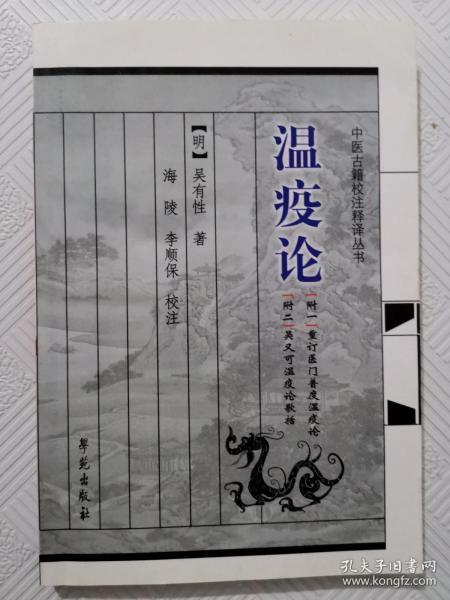 中医古籍校注释译丛书
温疫论
[附一]重订医门普度温疫论
[附二]吴又可温疫论歌括
【明】吴有性 著
海陵 李顺保 校注
学苑出版社
孔夫子旧书网
www.kongfz.com